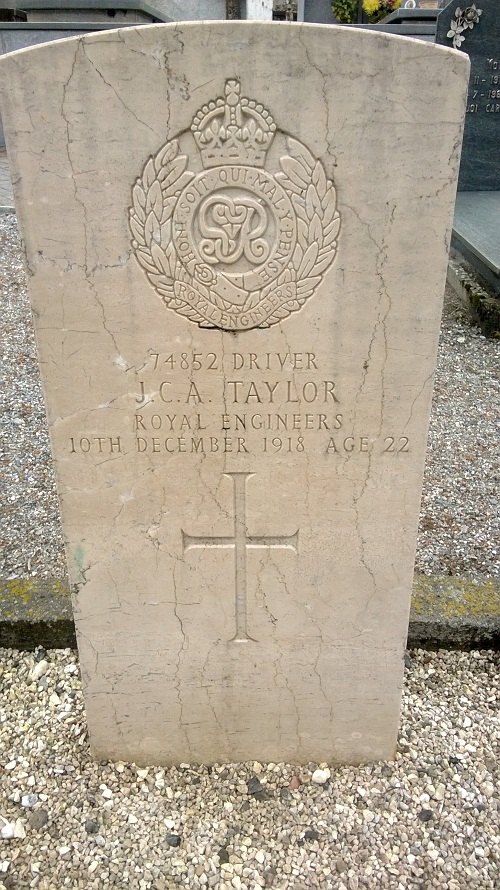 HONI · SOIT · QUI · MAL · Y · PENSE
ROYAL ENGINEERS
74852 DRIVER
J.C.A. TAYLOR
ROYAL ENGINEERS
10TH DECEMBER 1918 AGE 22